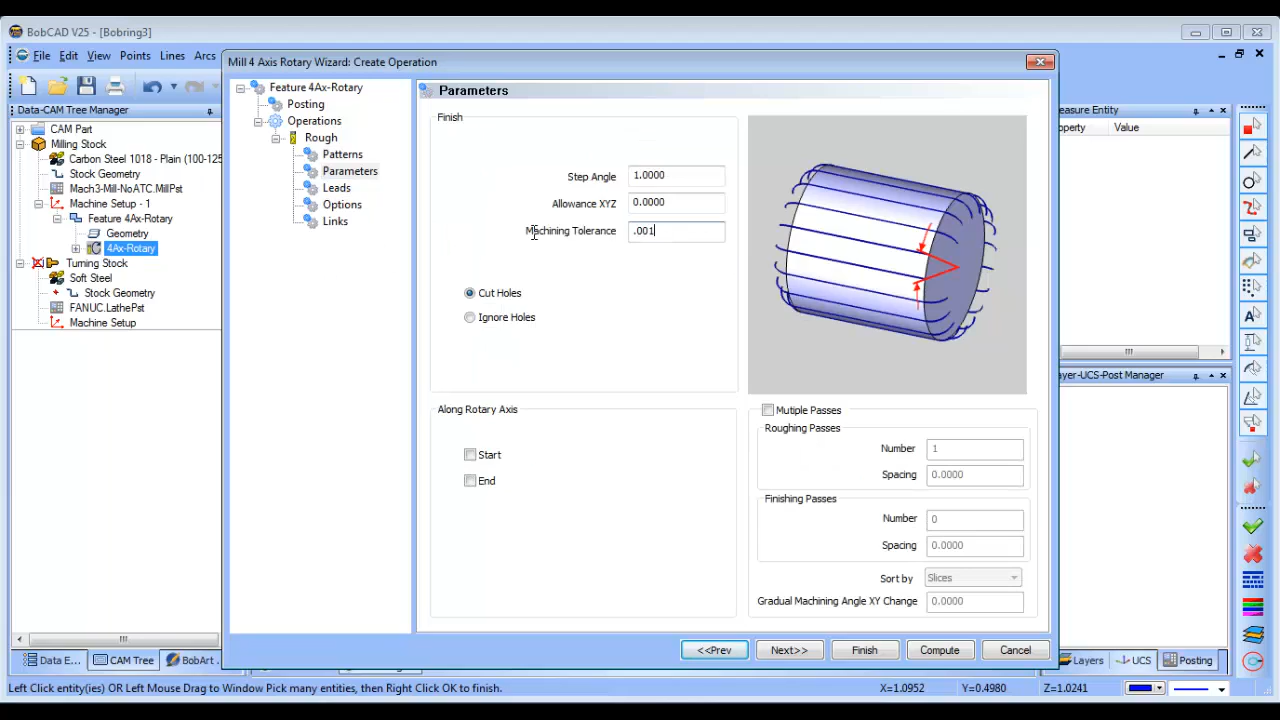 BobCAD V25 - [Bobring3]
File Edit View Points Lines Arcs
Mill 4 Axis Rotary Wizard: Create Operation
Data-CAM Tree Manager
CAM Part
Milling Stock
Carbon Steel 1018 - Plain (100-125
Stock Geometry
Mach3-Mill-NoATC.MillPst
Machine Setup - 1
Feature 4Ax-Rotary
Geometry
4Ax-Rotary
Turning Stock
Soft Steel
Stock Geometry
FANUC.LathePst
Machine Setup
Data E...
CAM Tree
BobArt
Feature 4Ax-Rotary
Posting
Operations
Rough
Patterns
Parameters
Leads
Options
Links
Parameters
Finish
Step Angle 1.0000
Allowance XYZ 0.0000
Machining Tolerance .001
Cut Holes
Ignore Holes
Along Rotary Axis
Start
End
Mutiple Passes
Roughing Passes
Number 1
Spacing 0.0000
Finishing Passes
Number 0
Spacing 0.0000
Sort by Slices
Gradual Machining Angle XY Change 0.0000
<<Prev Next>> Finish Compute Cancel
easure Entity
perty Value
yer-UCS-Post Manager
Layers UCS Posting
Left Click entity(ies) OR Left Mouse Drag to Window Pick many entities, then Right Click OK to finish.
X=1.0952 Y=0.4980 Z=1.0241